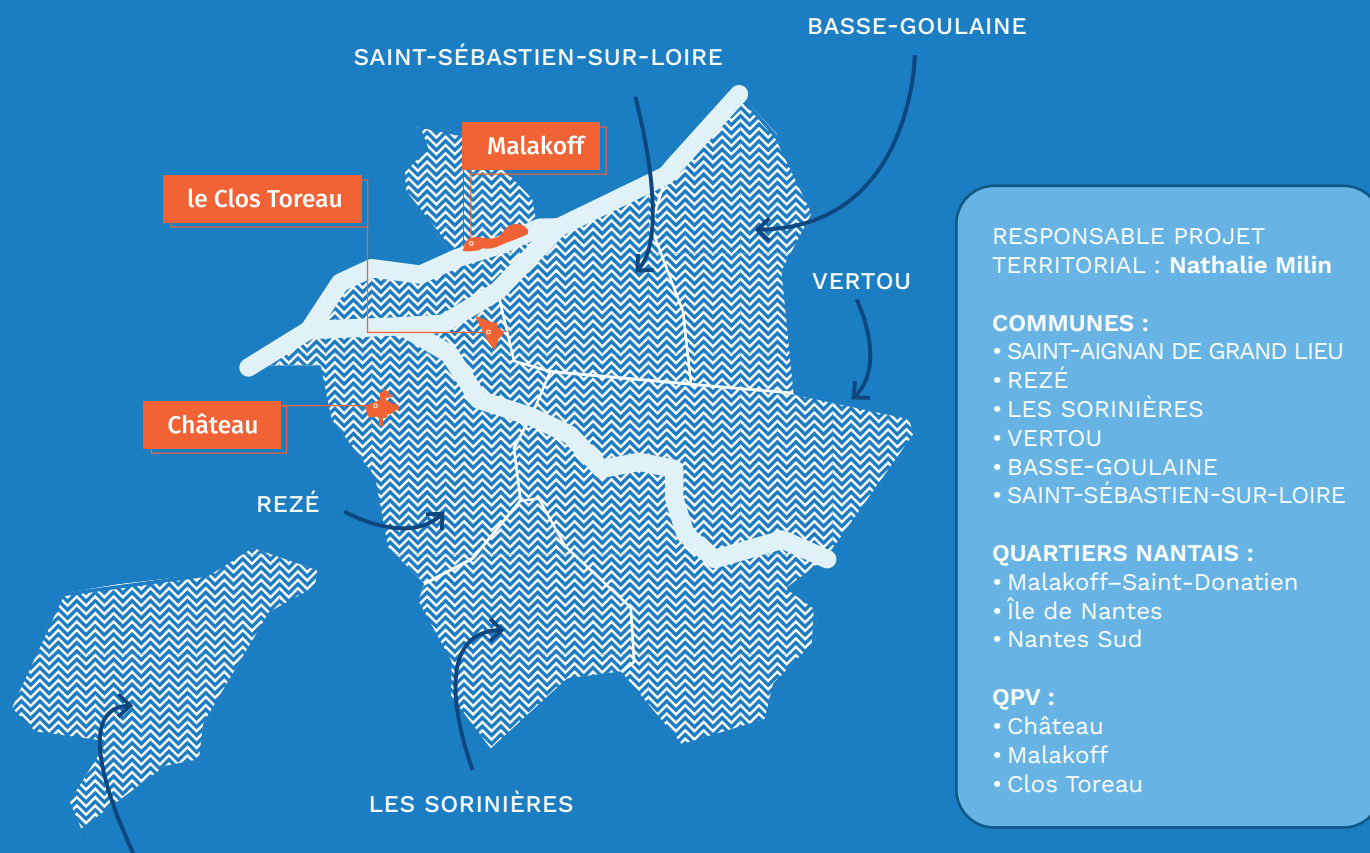 BASSE-GOULAINE
SAINT-SÉBASTIEN-SUR-LOIRE
Malakoff
le Clos Toreau
VERTOU
Château
REZÉ
LES SORINIÈRES
RESPONSABLE PROJET
TERRITORIAL : Nathalie Milin
COMMUNES :
• SAINT-AIGNAN DE GRAND LIEU
• REZÉ
• LES SORINIÈRES
• VERTOU
• BASSE-GOULAINE
• SAINT-SÉBASTIEN-SUR-LOIRE
QUARTIERS NANTAIS :
• Malakoff–Saint-Donatien
• Île de Nantes
• Nantes Sud
QPV :
• Château
• Malakoff
• Clos Toreau